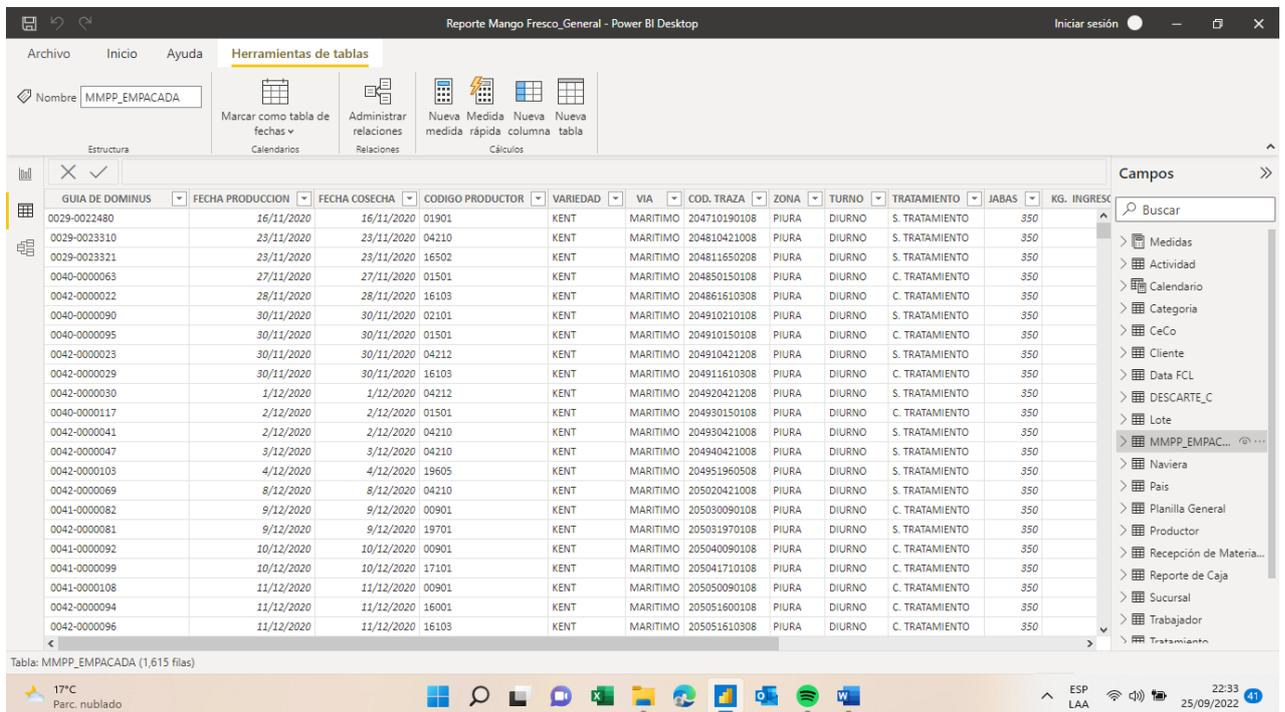 Reporte Mango Fresco_General - Power BI Desktop
Iniciar sesión
Archivo Inicio Ayuda Herramientas de tablas
Nombre MMPP_EMPACADA
Marcar como tabla de fechas
Administrar relaciones
Nueva medida
Medida rápida
Nueva columna
Nueva tabla
Estructura Calendarios Relaciones Cálculos
GUIA DE DOMINUS FECHA PRODUCCION FECHA COSECHA CODIGO PRODUCTOR VARIEDAD VIA COD. TRAZA ZONA TURNO TRATAMIENTO JABAS KG. INGRESC
0029-0022480 16/11/2020 16/11/2020 01901 KENT MARITIMO 204710190108 PIURA DIURNO S. TRATAMIENTO 350
0029-0023310 23/11/2020 23/11/2020 04210 KENT MARITIMO 204810421008 PIURA DIURNO S. TRATAMIENTO 350
0029-0023321 23/11/2020 23/11/2020 16502 KENT MARITIMO 204811650208 PIURA DIURNO S. TRATAMIENTO 350
0040-0000063 27/11/2020 27/11/2020 01501 KENT MARITIMO 204850150108 PIURA DIURNO C. TRATAMIENTO 350
0042-0000022 28/11/2020 28/11/2020 16103 KENT MARITIMO 204861610308 PIURA DIURNO C. TRATAMIENTO 350
0040-0000090 30/11/2020 30/11/2020 02101 KENT MARITIMO 204910210108 PIURA DIURNO S. TRATAMIENTO 350
0040-0000095 30/11/2020 30/11/2020 01501 KENT MARITIMO 204910150108 PIURA DIURNO C. TRATAMIENTO 350
0042-0000023 30/11/2020 30/11/2020 04212 KENT MARITIMO 204910421208 PIURA DIURNO S. TRATAMIENTO 350
0042-0000029 30/11/2020 30/11/2020 16103 KENT MARITIMO 204911610308 PIURA DIURNO C. TRATAMIENTO 350
0042-0000030 1/12/2020 1/12/2020 04212 KENT MARITIMO 204920421208 PIURA DIURNO S. TRATAMIENTO 350
0040-0000117 2/12/2020 2/12/2020 01501 KENT MARITIMO 204930150108 PIURA DIURNO C. TRATAMIENTO 350
0042-0000041 2/12/2020 2/12/2020 04210 KENT MARITIMO 204930421008 PIURA DIURNO S. TRATAMIENTO 350
0042-0000047 3/12/2020 3/12/2020 04210 KENT MARITIMO 204940421008 PIURA DIURNO S. TRATAMIENTO 350
0042-0000103 4/12/2020 4/12/2020 19605 KENT MARITIMO 204951960508 PIURA DIURNO S. TRATAMIENTO 350
0042-0000069 8/12/2020 8/12/2020 04210 KENT MARITIMO 205020421008 PIURA DIURNO S. TRATAMIENTO 350
0041-0000082 9/12/2020 9/12/2020 00901 KENT MARITIMO 205030090108 PIURA DIURNO C. TRATAMIENTO 350
0042-0000081 9/12/2020 9/12/2020 19701 KENT MARITIMO 205031970108 PIURA DIURNO S. TRATAMIENTO 350
0041-0000092 10/12/2020 10/12/2020 00901 KENT MARITIMO 205040090108 PIURA DIURNO C. TRATAMIENTO 350
0041-0000099 10/12/2020 10/12/2020 17101 KENT MARITIMO 205041710108 PIURA DIURNO C. TRATAMIENTO 350
0041-0000108 11/12/2020 11/12/2020 00901 KENT MARITIMO 205050090108 PIURA DIURNO C. TRATAMIENTO 350
0042-0000094 11/12/2020 11/12/2020 16001 KENT MARITIMO 205051600108 PIURA DIURNO C. TRATAMIENTO 350
0042-0000096 11/12/2020 11/12/2020 16103 KENT MARITIMO 205051610308 PIURA DIURNO C. TRATAMIENTO 350
Campos
Buscar
Medidas
Actividad
Calendario
Categoria
CeCo
Cliente
Data FCL
DESCARTE_C
Lote
MMPP_EMPAC...
Naviera
Pais
Planilla General
Productor
Recepción de Materia...
Reporte de Caja
Sucursal
Trabajador
Tratamiento
Tabla: MMPP_EMPACADA (1,615 filas)
17°C
Parc. nublado
ESP
LAA
22:33
25/09/2022
41